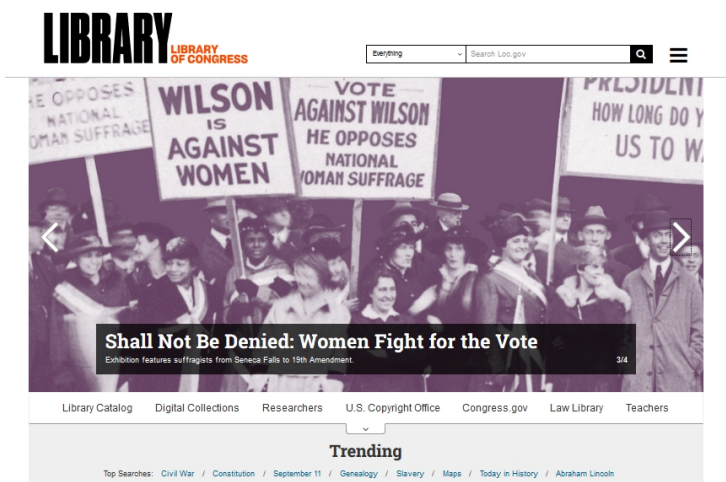 LIBRARY
LIBRARY
OF CONGRESS
Everything
Search Loc.gov
HE OPPOSES
NATIONAL
OMAN SUFFRAGE
WILSON
IS
AGAINST
WOMEN
VOTE
AGAINST WILSON
HE OPPOSES
NATIONAL
WOMAN SUFFRAGE
PRESIDENT
HOW LONG DO Y
US TO WA
Shall Not Be Denied: Women Fight for the Vote
Exhibition features suffragists from Seneca Falls to 19th Amendment.
3/4
Library Catalog Digital Collections Researchers U.S. Copyright Office Congress.gov Law Library Teachers
Trending
Top Searches: Civil War / Constitution / September 11 / Genealogy / Slavery / Maps / Today in History / Abraham Lincoln